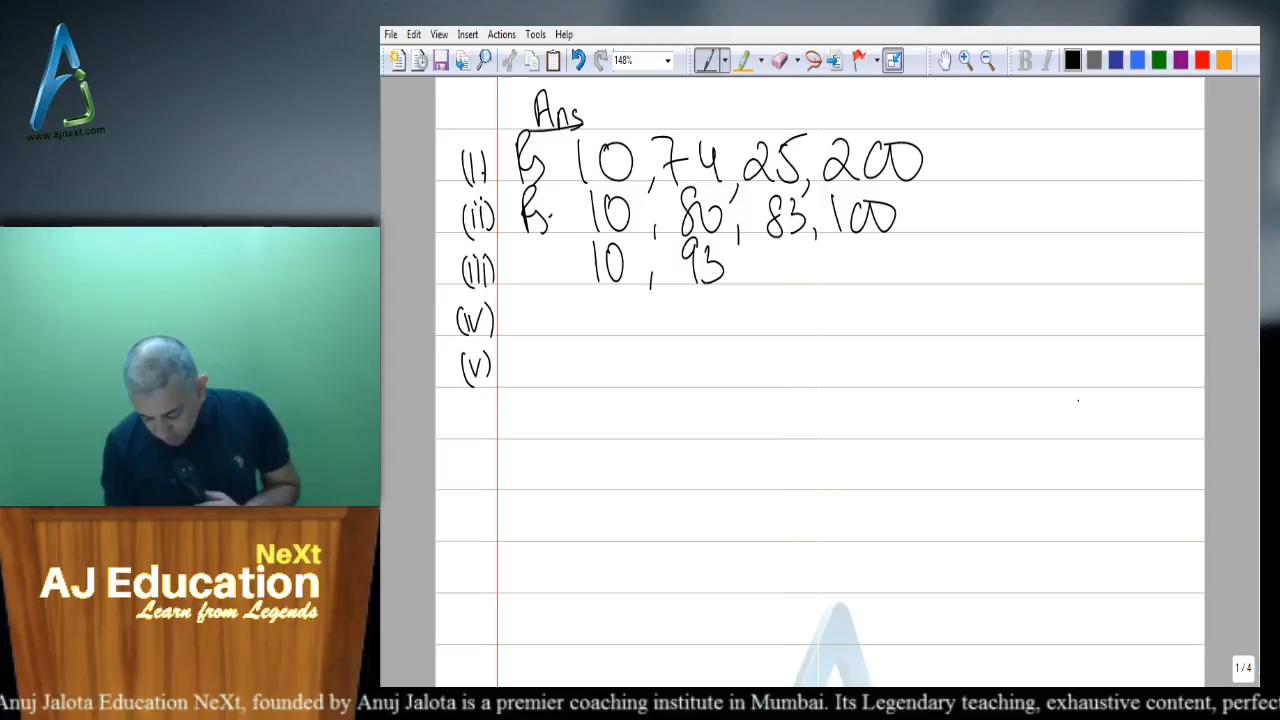 www.ajnext.com
File Edit View Insert Actions Tools Help
148%
B I
Ans
(i) Rs 10,74,25,200
(ii) Rs. 10,80,83,100
(iii) 10,93
(iv)
(v)
NeXt
AJ Education
Learn from Legends
1/4
Anuj Jalota Education NeXt, founded by Anuj Jalota is a premier coaching institute in Mumbai. Its Legendary teaching, exhaustive content, perfec